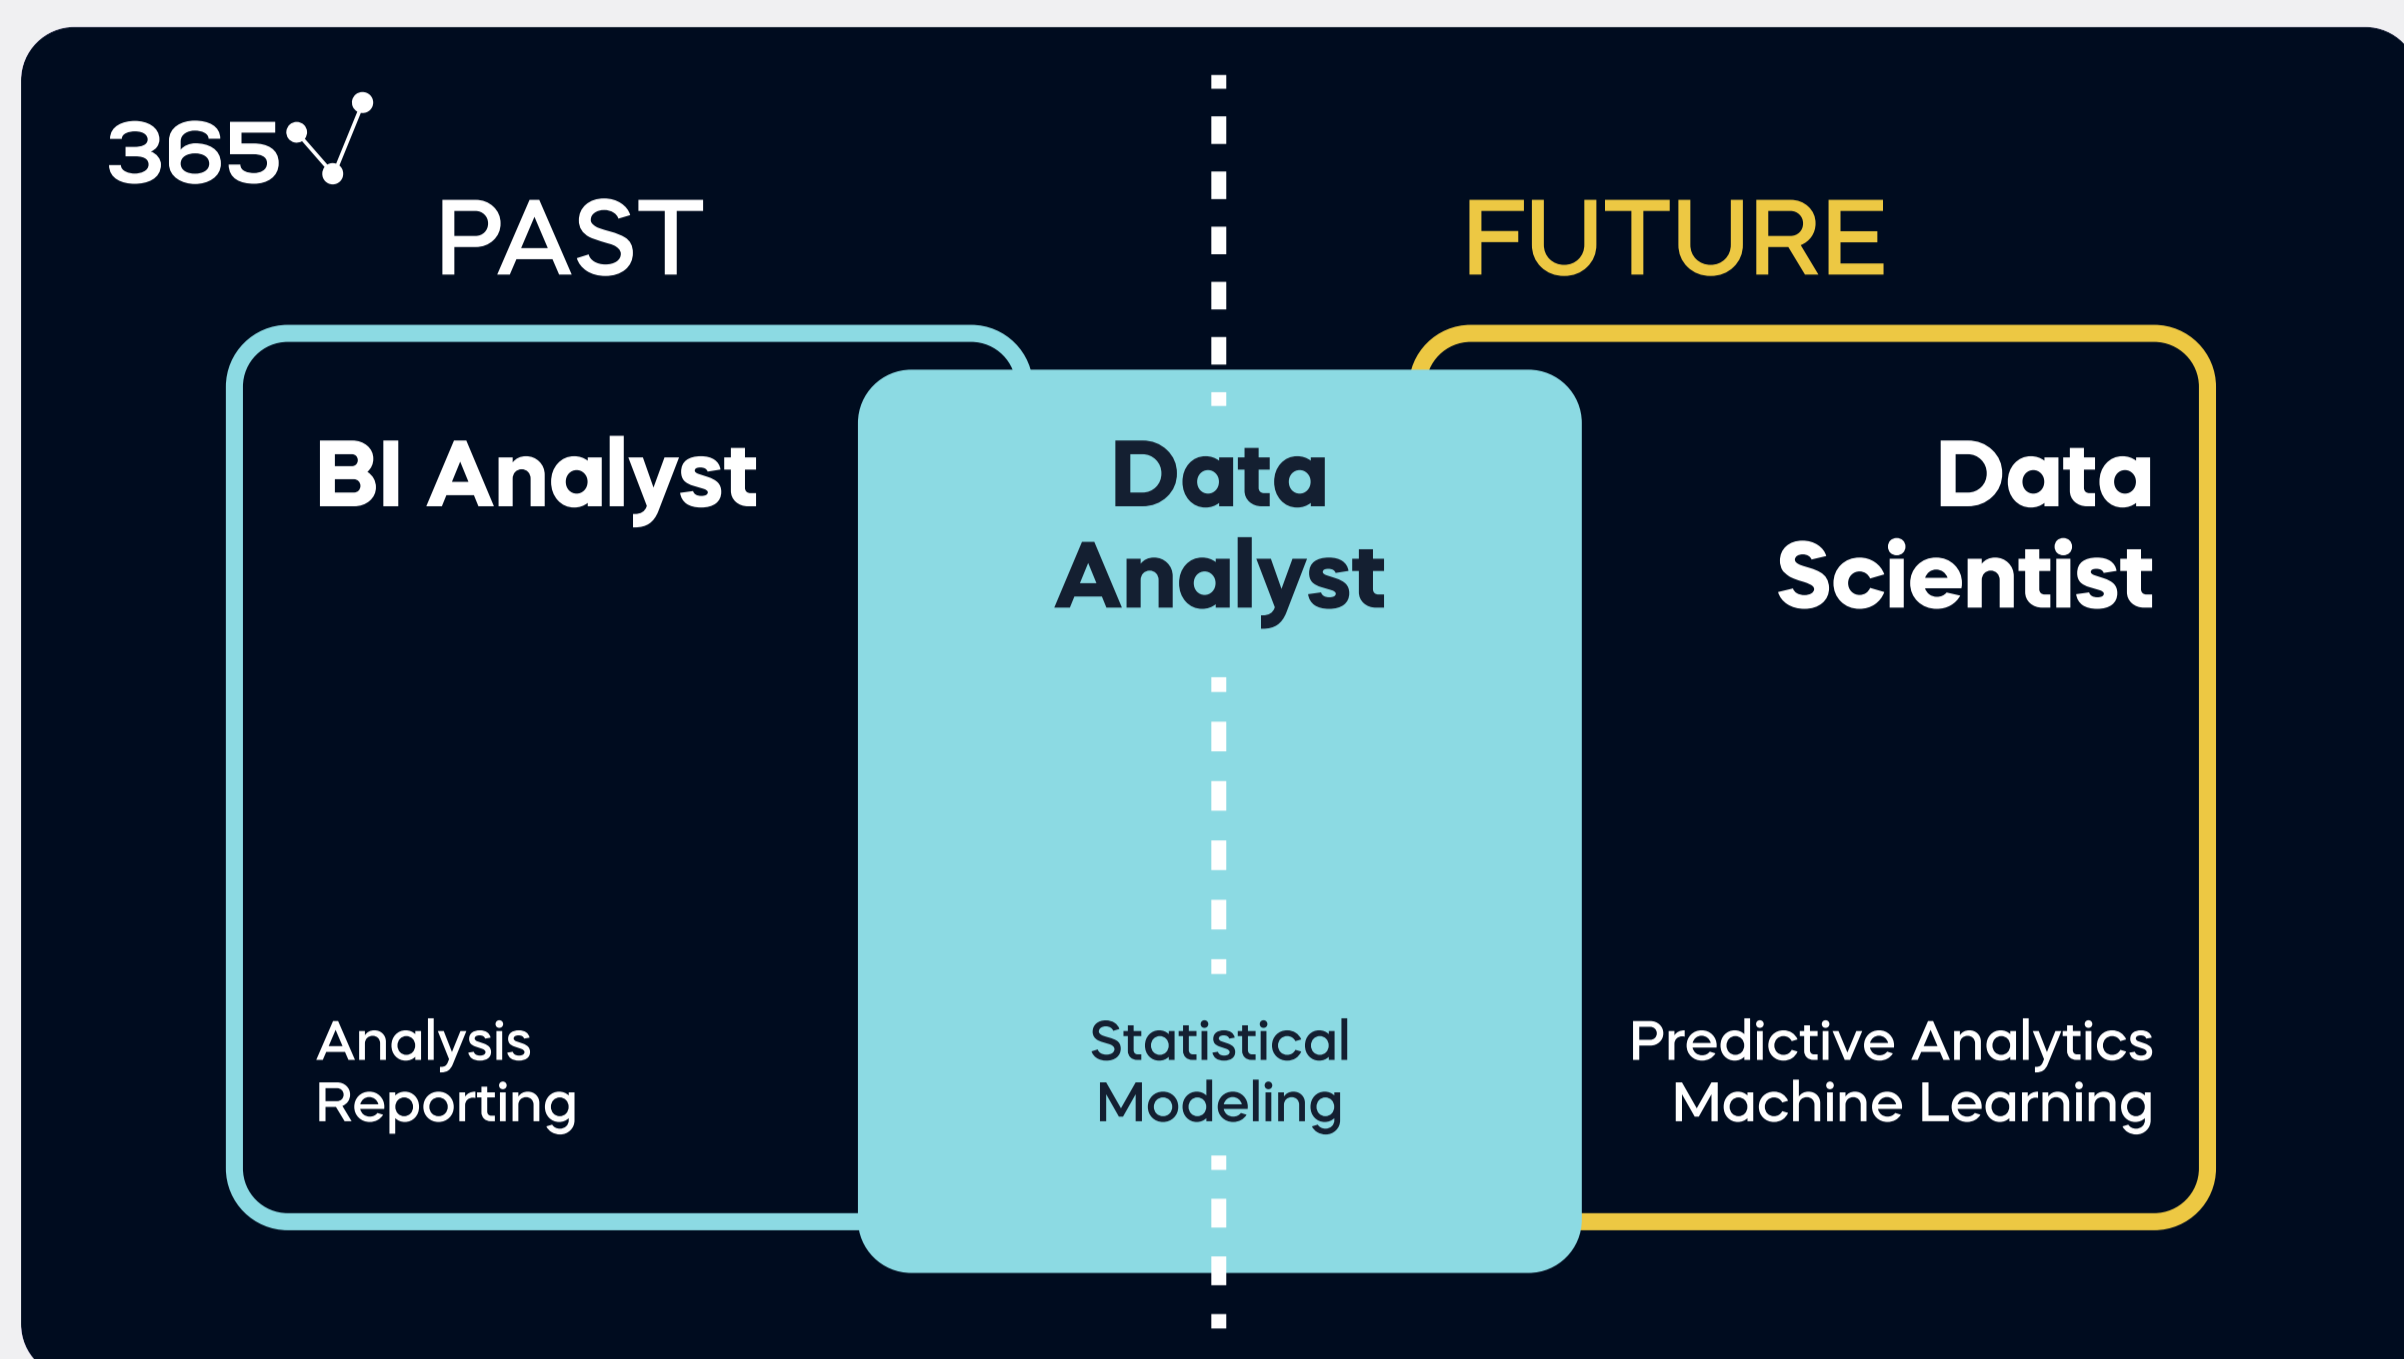 365
PAST
FUTURE
BI Analyst
Data
Analyst
Data
Scientist
Analysis
Reporting
Statistical
Modeling
Predictive Analytics
Machine Learning